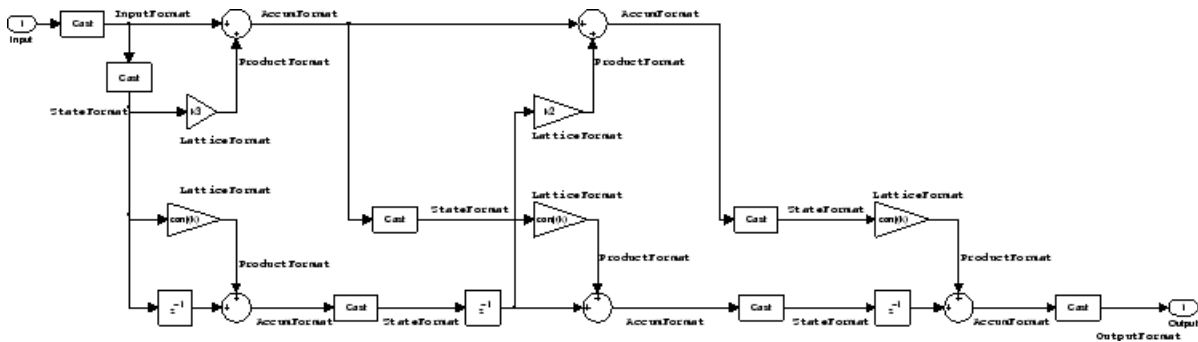 1
Input
Cast
InputFormat
AccumFormat
AccumFormat
ProductFormat
ProductFormat
Cast
StateFormat
k3
k2
LatticeFormat
LatticeFormat
LatticeFormat
LatticeFormat
LatticeFormat
conj(k)
Cast
StateFormat
conj(k)
Cast
StateFormat
conj(k)
ProductFormat
ProductFormat
ProductFormat
z⁻¹
AccumFormat
Cast
StateFormat
z⁻¹
AccumFormat
Cast
StateFormat
z⁻¹
AccumFormat
Cast
OutputFormat
1
Output